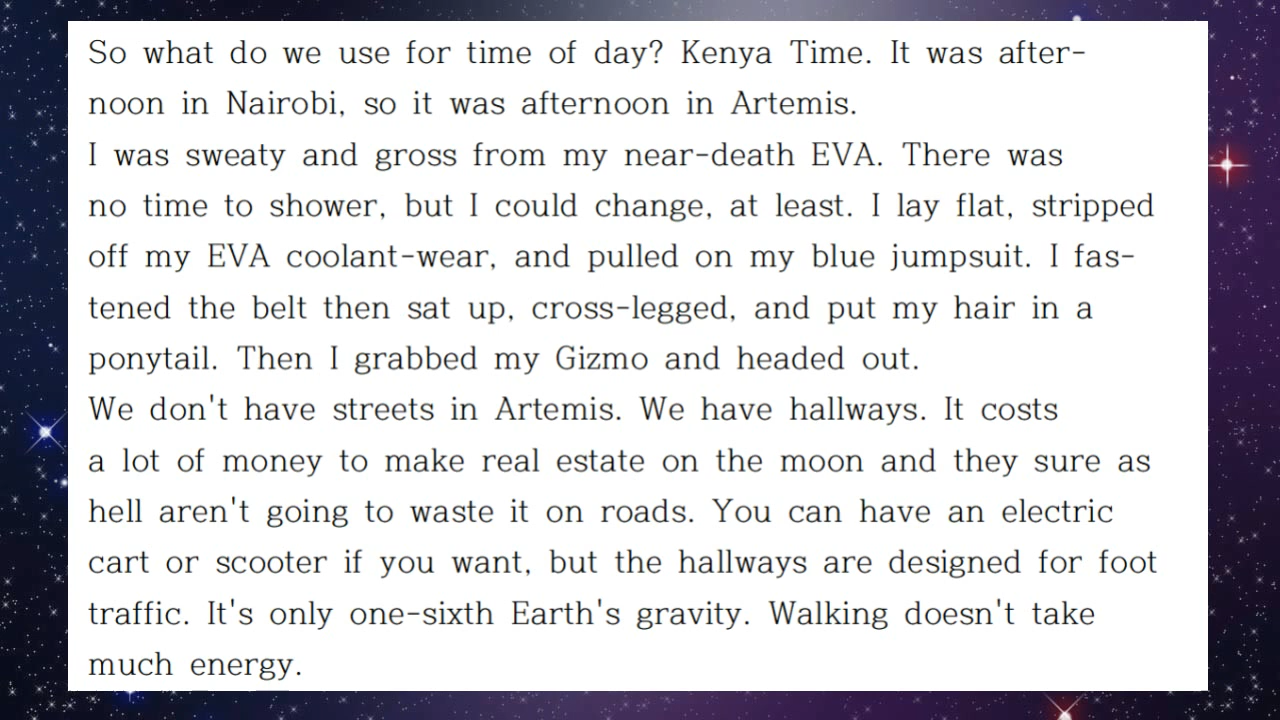 So what do we use for time of day? Kenya Time. It was after-
noon in Nairobi, so it was afternoon in Artemis.
I was sweaty and gross from my near-death EVA. There was
no time to shower, but I could change, at least. I lay flat, stripped
off my EVA coolant-wear, and pulled on my blue jumpsuit. I fas-
tened the belt then sat up, cross-legged, and put my hair in a
ponytail. Then I grabbed my Gizmo and headed out.
We don't have streets in Artemis. We have hallways. It costs
a lot of money to make real estate on the moon and they sure as
hell aren't going to waste it on roads. You can have an electric
cart or scooter if you want, but the hallways are designed for foot
traffic. It's only one-sixth Earth's gravity. Walking doesn't take
much energy.